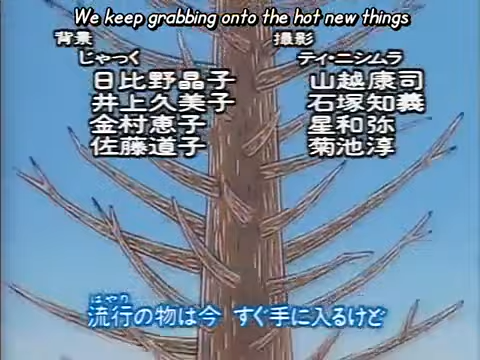 We keep grabbing onto the hot new things
背景 撮影
じゃっく ティ・ニシムラ
日比野晶子 山越康司
井上久美子 石塚知義
金村恵子 星和弥
佐藤道子 菊池淳
はやり
流行の物は今 すぐ手に入るけど